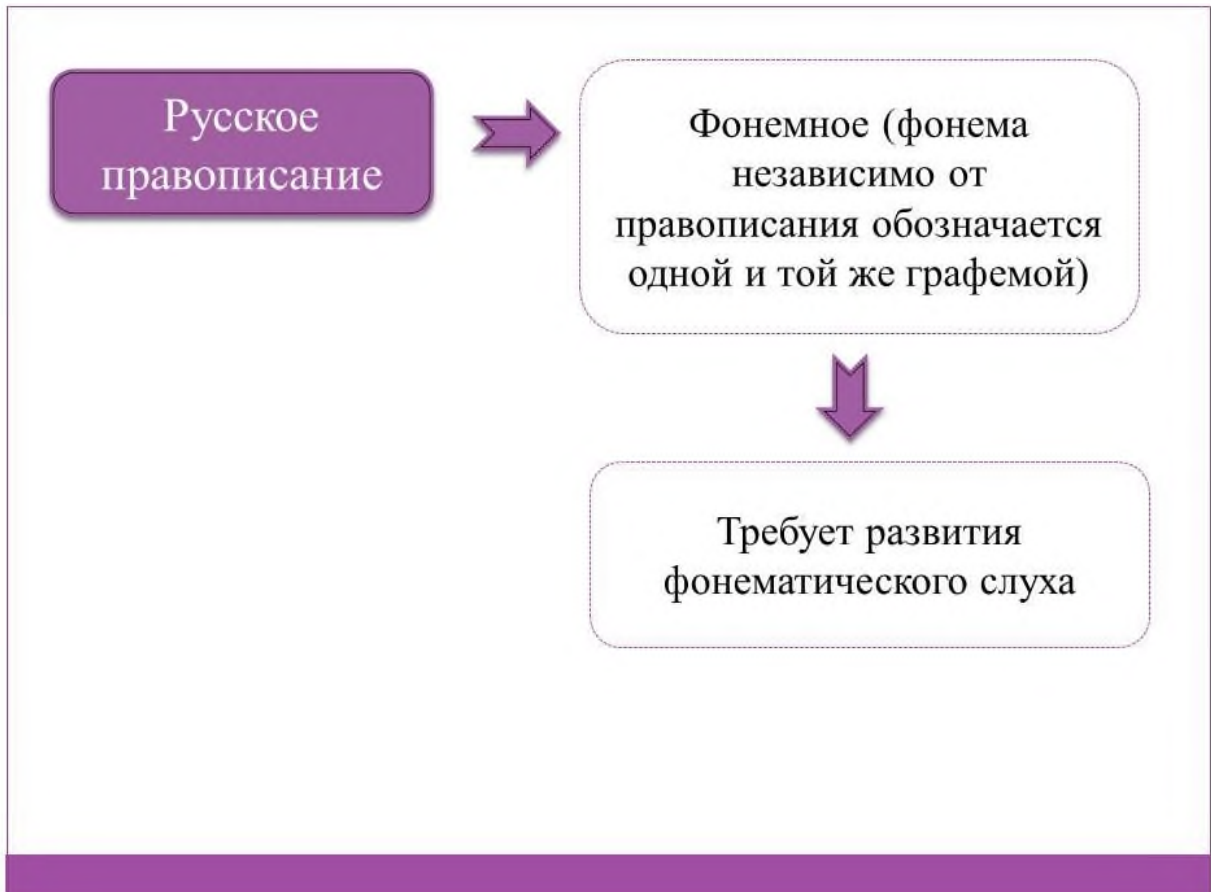 Русское
правописание
Фонемное (фонема
независимо от
правописания обозначается
одной и той же графемой)
Требует развития
фонематического слуха